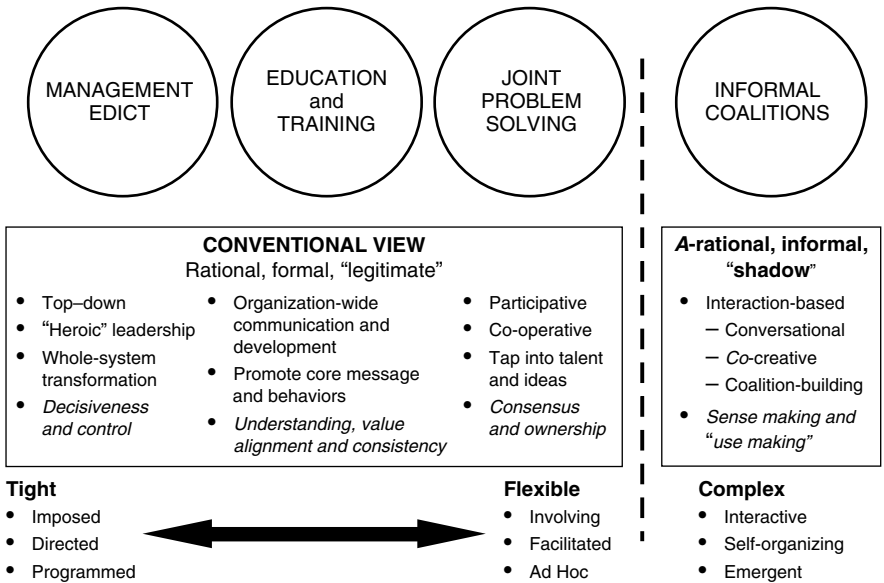 MANAGEMENT
EDICT
EDUCATION
and
TRAINING
JOINT
PROBLEM
SOLVING
INFORMAL
COALITIONS
CONVENTIONAL VIEW
Rational, formal, “legitimate”
• Top–down
• “Heroic” leadership
• Whole-system
transformation
• Decisiveness
and control
• Organization-wide
communication and
development
• Promote core message
and behaviors
• Understanding, value
alignment and consistency
• Participative
• Co-operative
• Tap into talent
and ideas
• Consensus
and ownership
A-rational, informal,
“shadow”
• Interaction-based
– Conversational
– Co-creative
– Coalition-building
• Sense making and
“use making”
Tight
• Imposed
• Directed
• Programmed
Flexible
• Involving
• Facilitated
• Ad Hoc
Complex
• Interactive
• Self-organizing
• Emergent